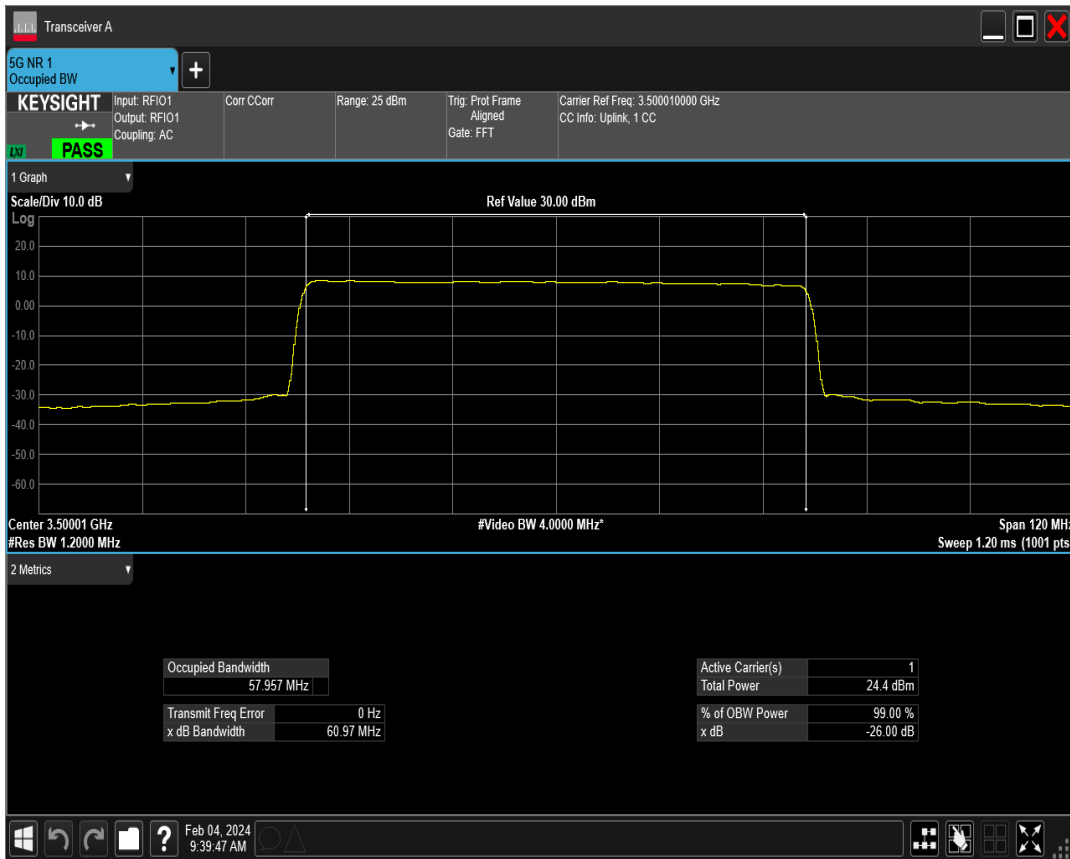 Transceiver A
5G NR 1
Occupied BW
KEYSIGHT
LXI
PASS
Input: RFIO1
Output: RFIO1
Coupling: AC
Corr CCorr
Range: 25 dBm
Trig: Prot Frame
Aligned
Gate: FFT
Carrier Ref Freq: 3.500010000 GHz
CC Info: Uplink, 1 CC
1 Graph
Scale/Div 10.0 dB
Ref Value 30.00 dBm
Log
20.0
10.0
0.00
-10.0
-20.0
-30.0
-40.0
-50.0
-60.0
Center 3.50001 GHz
#Video BW 4.0000 MHz*
Span 120 MHz
#Res BW 1.2000 MHz
Sweep 1.20 ms (1001 pts
2 Metrics
Occupied Bandwidth
57.957 MHz
Transmit Freq Error 0 Hz
x dB Bandwidth 60.97 MHz
Active Carrier(s) 1
Total Power 24.4 dBm
% of OBW Power 99.00 %
x dB -26.00 dB
?
Feb 04, 2024
9:39:47 AM